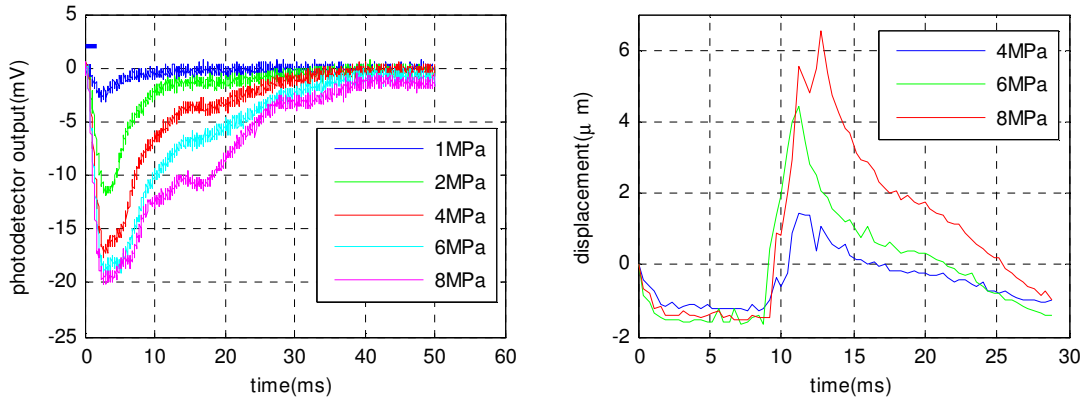 5
0
-5
-10
-15
-20
-25
0
10
20
30
40
50
60
photodetector output(mV)
time(ms)
1MPa
2MPa
4MPa
6MPa
8MPa
6
4
2
0
-2
0
5
10
15
20
25
30
displacement(μ m)
time(ms)
4MPa
6MPa
8MPa